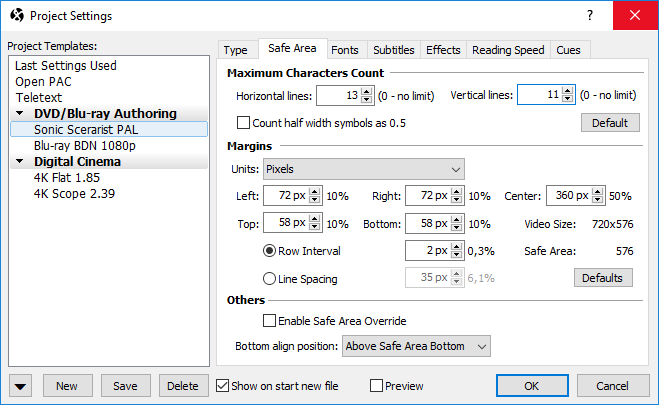 Project Settings
?
Project Templates:
Last Settings Used
Open PAC
Teletext
DVD/Blu-ray Authoring
Sonic Scerarist PAL
Blu-ray BDN 1080p
Digital Cinema
4K Flat 1.85
4K Scope 2.39
Type Safe Area Fonts Subtitles Effects Reading Speed Cues
Maximum Characters Count
Horizontal lines: 13 (0 - no limit) Vertical lines: 11 (0 - no limit)
Count half width symbols as 0.5 Default
Margins
Units: Pixels
Left: 72 px 10% Right: 72 px 10% Center: 360 px 50%
Top: 58 px 10% Bottom: 58 px 10% Video Size: 720x576
Row Interval 2 px 0,3% Safe Area: 576
Line Spacing 35 px 6,1% Defaults
Others
Enable Safe Area Override
Bottom align position: Above Safe Area Bottom
New Save Delete Show on start new file Preview OK Cancel